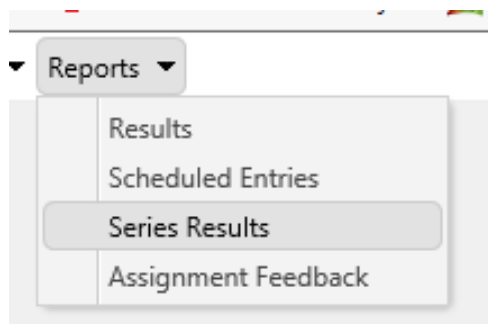 Reports
Results
Scheduled Entries
Series Results
Assignment Feedback